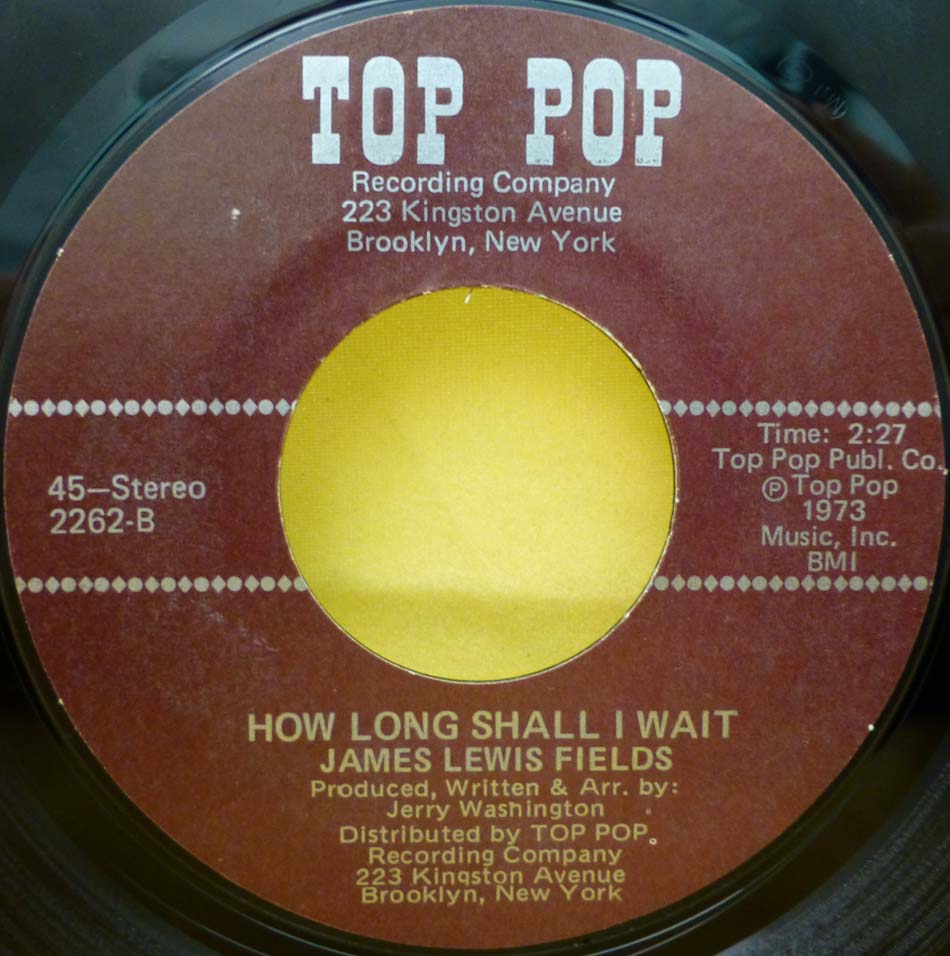 TOP POP
Recording Company
223 Kingston Avenue
Brooklyn, New York
45—Stereo
2262-B
Time: 2:27
Top Pop Publ. Co.
Ⓟ Top Pop
1973
Music, Inc.
BMI
HOW LONG SHALL I WAIT
JAMES LEWIS FIELDS
Produced, Written & Arr. by:
Jerry Washington
Distributed by TOP POP
Recording Company
223 Kingston Avenue
Brooklyn, New York